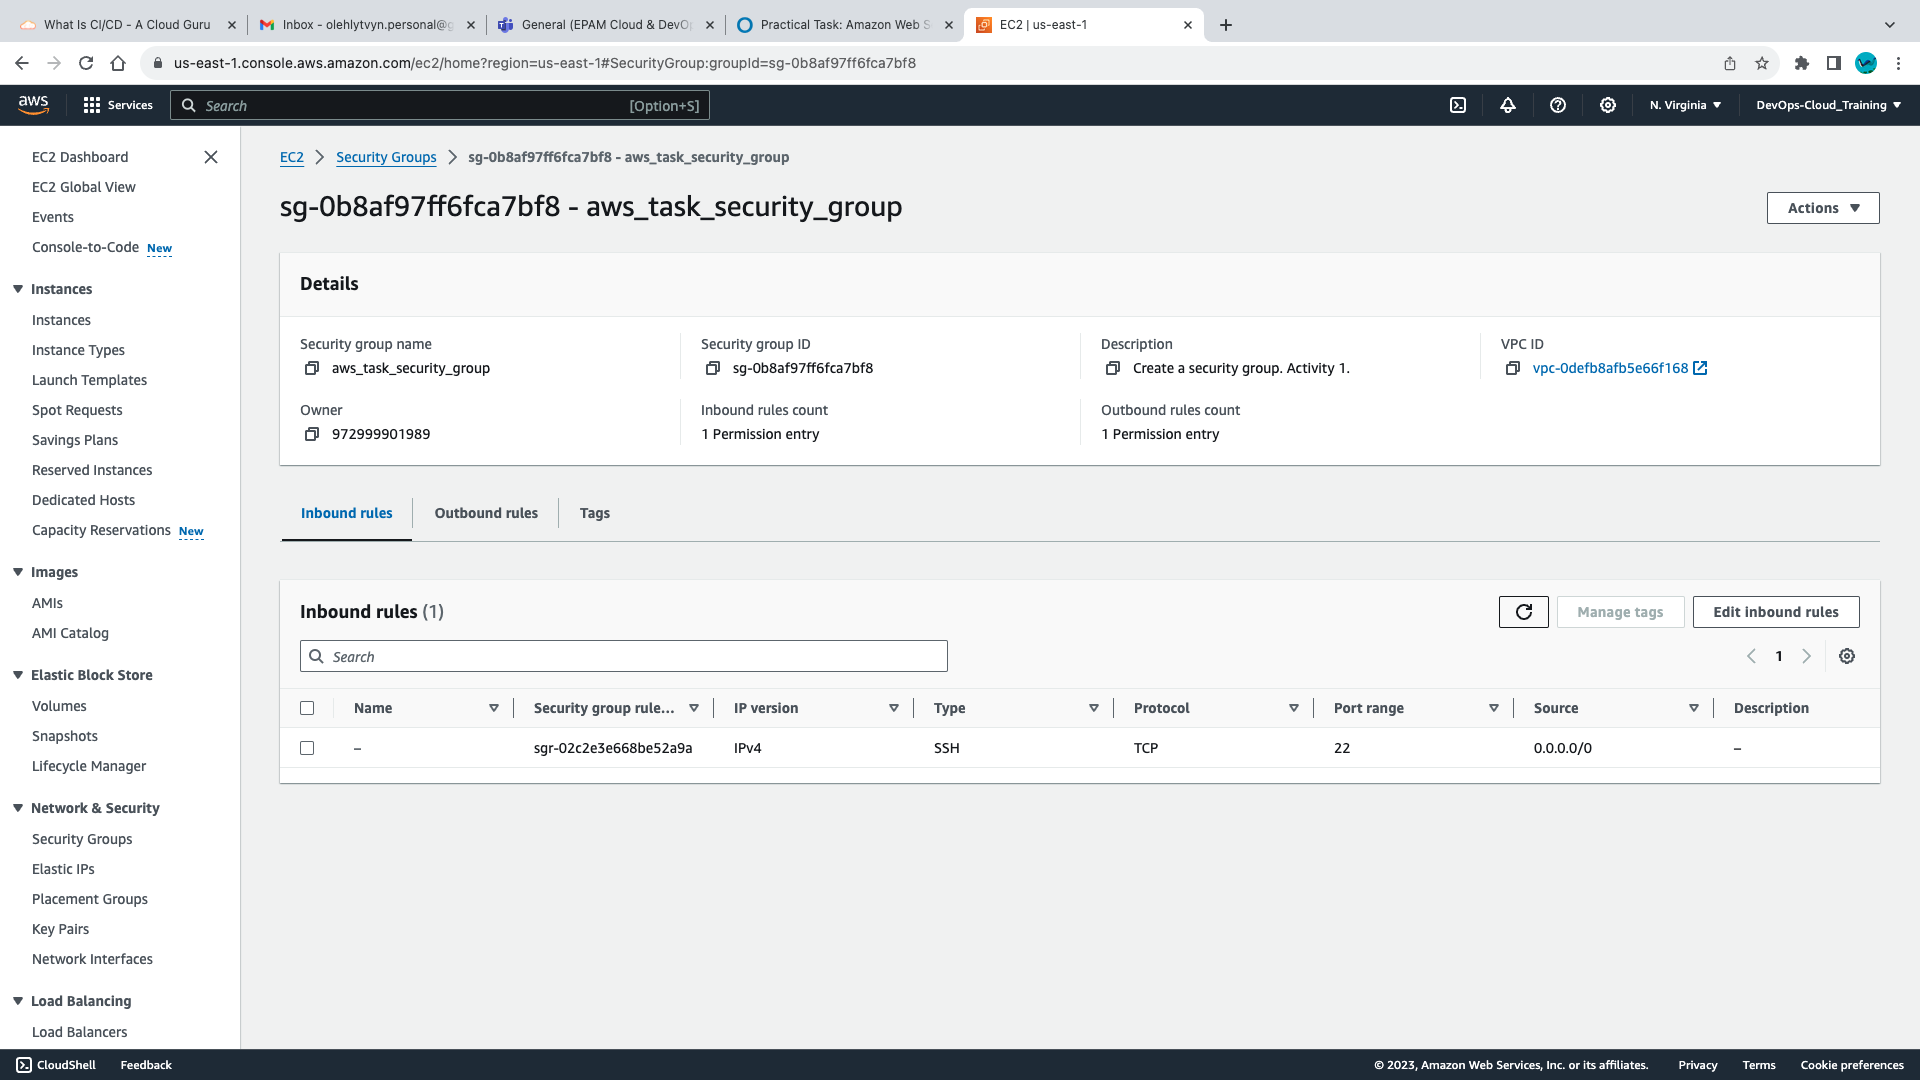 What Is CI/CD - A Cloud Guru
Inbox - olehlytvyn.personal@g
General (EPAM Cloud & DevO
Practical Task: Amazon Web S
EC2 | us-east-1
us-east-1.console.aws.amazon.com/ec2/home?region=us-east-1#SecurityGroup:groupId=sg-0b8af97ff6fca7bf8
aws
Services
Search
[Option+S]
N. Virginia
DevOps-Cloud_Training
EC2 Dashboard
EC2 Global View
Events
Console-to-Code New
Instances
Instances
Instance Types
Launch Templates
Spot Requests
Savings Plans
Reserved Instances
Dedicated Hosts
Capacity Reservations New
Images
AMIs
AMI Catalog
Elastic Block Store
Volumes
Snapshots
Lifecycle Manager
Network & Security
Security Groups
Elastic IPs
Placement Groups
Key Pairs
Network Interfaces
Load Balancing
Load Balancers
EC2 > Security Groups > sg-0b8af97ff6fca7bf8 - aws_task_security_group
sg-0b8af97ff6fca7bf8 - aws_task_security_group
Actions
Details
Security group name
aws_task_security_group
Security group ID
sg-0b8af97ff6fca7bf8
Description
Create a security group. Activity 1.
VPC ID
vpc-0defb8afb5e66f168
Owner
972999901989
Inbound rules count
1 Permission entry
Outbound rules count
1 Permission entry
Inbound rules
Outbound rules
Tags
Inbound rules (1)
Manage tags
Edit inbound rules
Search
1
Name Security group rule... IP version Type Protocol Port range Source Description
– sgr-02c2e3e668be52a9a IPv4 SSH TCP 22 0.0.0.0/0 –
CloudShell
Feedback
© 2023, Amazon Web Services, Inc. or its affiliates.
Privacy
Terms
Cookie preferences